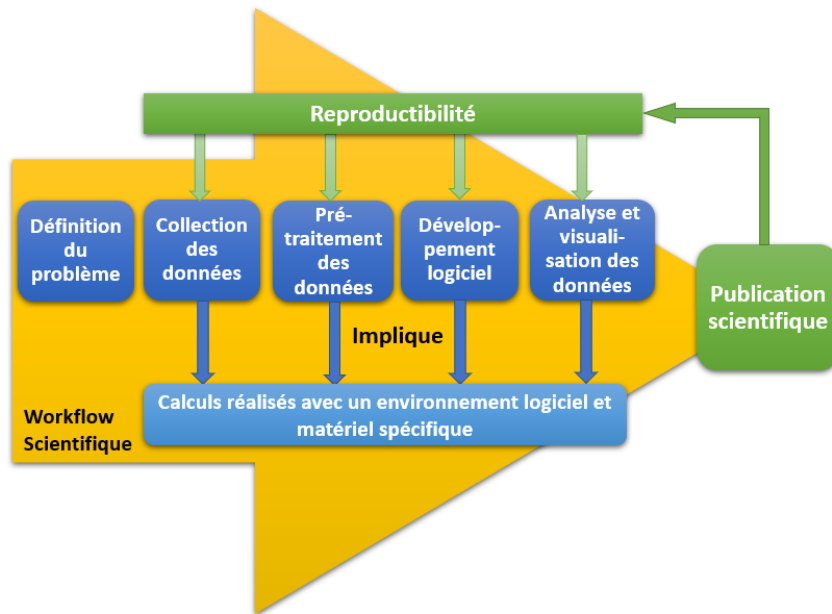 Reproductibilité
Définition
du
problème
Collection
des
données
Pré-
traitement
des
données
Dévelop-
pement
logiciel
Analyse et
visuali-
sation des
données
Publication
scientifique
Implique
Calculs réalisés avec un environnement logiciel et
matériel spécifique
Workflow
Scientifique